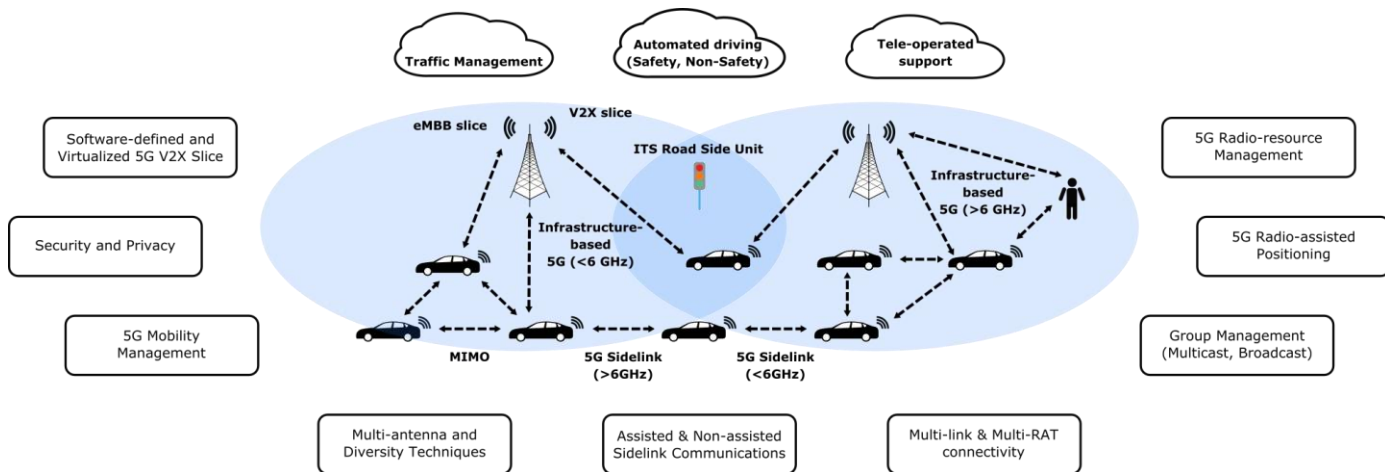 Traffic Management
Automated driving
(Safety, Non-Safety)
Tele-operated
support
eMBB slice
V2X slice
ITS Road Side Unit
Infrastructure-
based
5G (>6 GHz)
Infrastructure-
based
5G (<6 GHz)
MIMO
5G Sidelink
(>6GHz)
5G Sidelink
(<6GHz)
Software-defined and
Virtualized 5G V2X Slice
Security and Privacy
5G Mobility
Management
5G Radio-resource
Management
5G Radio-assisted
Positioning
Group Management
(Multicast, Broadcast)
Multi-antenna and
Diversity Techniques
Assisted & Non-assisted
Sidelink Communications
Multi-link & Multi-RAT
connectivity